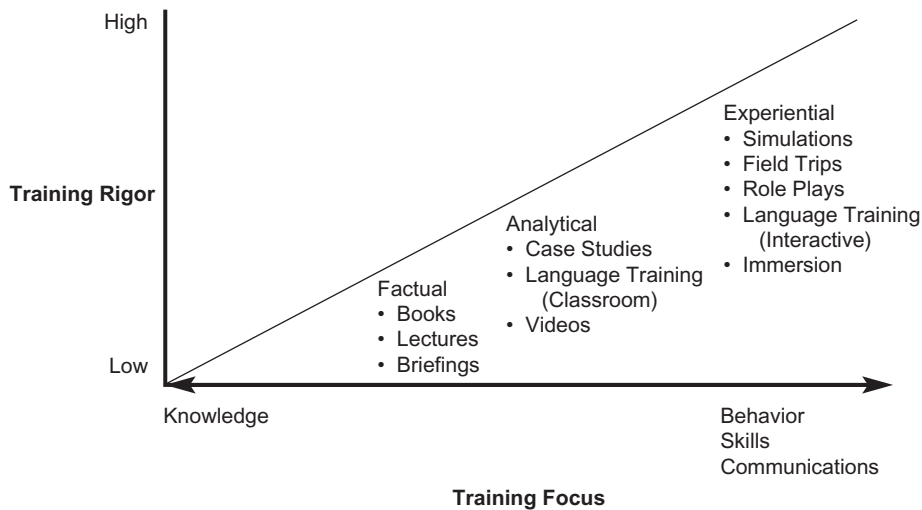 High
Training Rigor
Low
Factual
• Books
• Lectures
• Briefings
Analytical
• Case Studies
• Language Training
(Classroom)
• Videos
Experiential
• Simulations
• Field Trips
• Role Plays
• Language Training
(Interactive)
• Immersion
Knowledge
Behavior
Skills
Communications
Training Focus